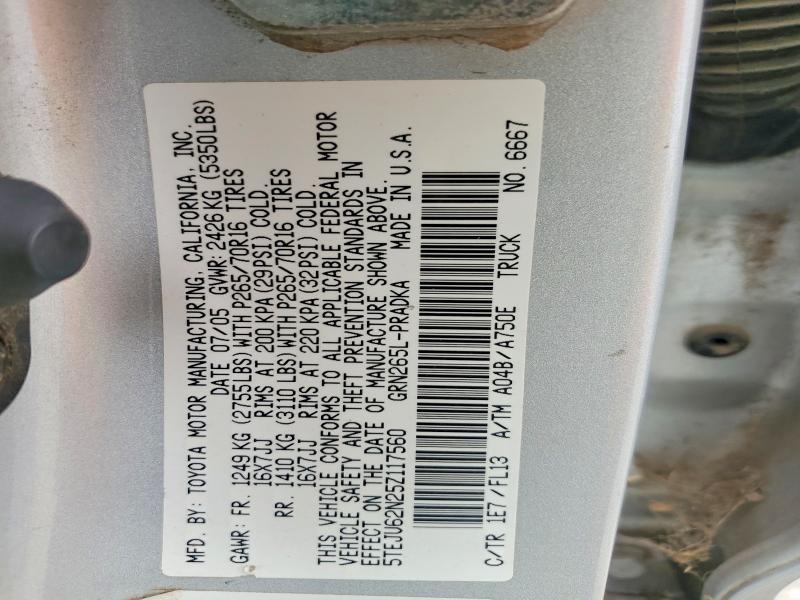 MFD. BY: TOYOTA MOTOR MANUFACTURING, CALIFORNIA, INC.
DATE 07/05 GVWR: 2426 KG (5350LBS)
GAWR: FR. 1249 KG (2755LBS) WITH P265/70R16 TIRES
16X7JJ RIMS AT 200 KPA (29PSI) COLD.
RR. 1410 KG (3110 LBS) WITH P265/70R16 TIRES
16X7JJ RIMS AT 220 KPA (32PSI) COLD.
THIS VEHICLE CONFORMS TO ALL APPLICABLE FEDERAL MOTOR
VEHICLE SAFETY AND THEFT PREVENTION STANDARDS IN
EFFECT ON THE DATE OF MANUFACTURE SHOWN ABOVE.
5TEJU62N25Z117560 GRN265L-PRADKA MADE IN U.S.A.
C/TR 1E7/FL13 A/TM A04B/A750E TRUCK NO. 6667